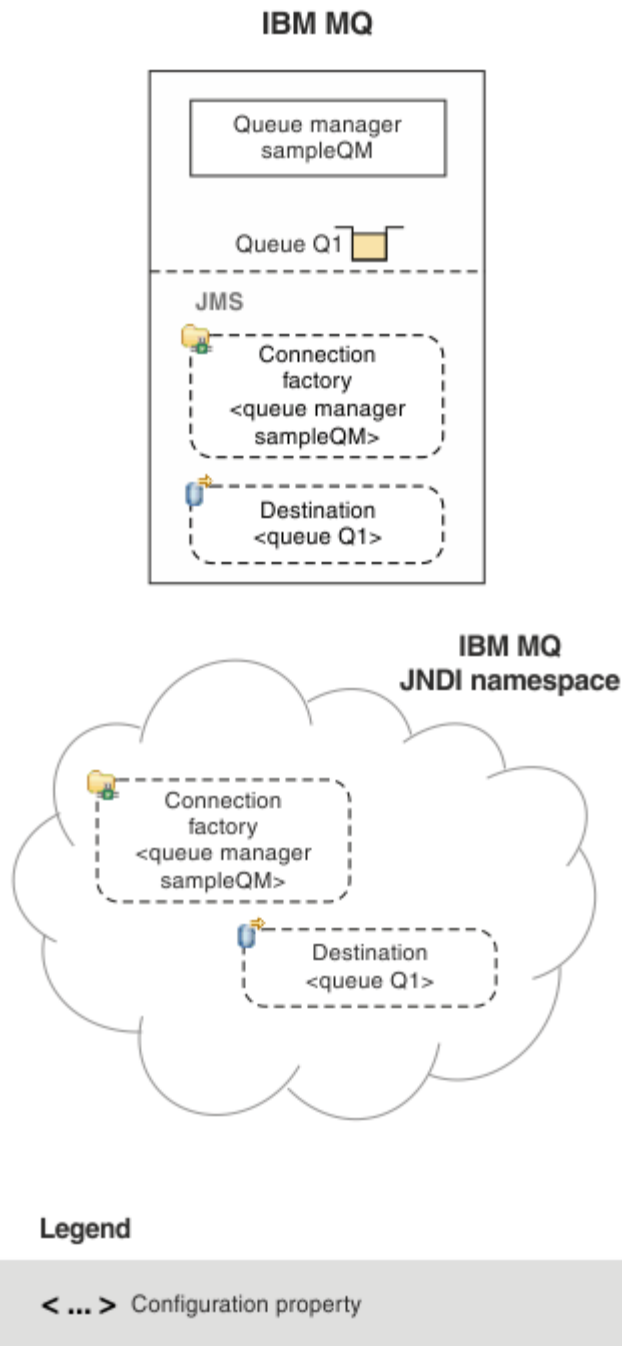 IBM MQ
Queue manager
sampleQM
Queue Q1
JMS
Connection
factory
<queue manager
sampleQM>
Destination
<queue Q1>
IBM MQ
JNDI namespace
Connection
factory
<queue manager
sampleQM>
Destination
<queue Q1>
Legend
< ... > Configuration property